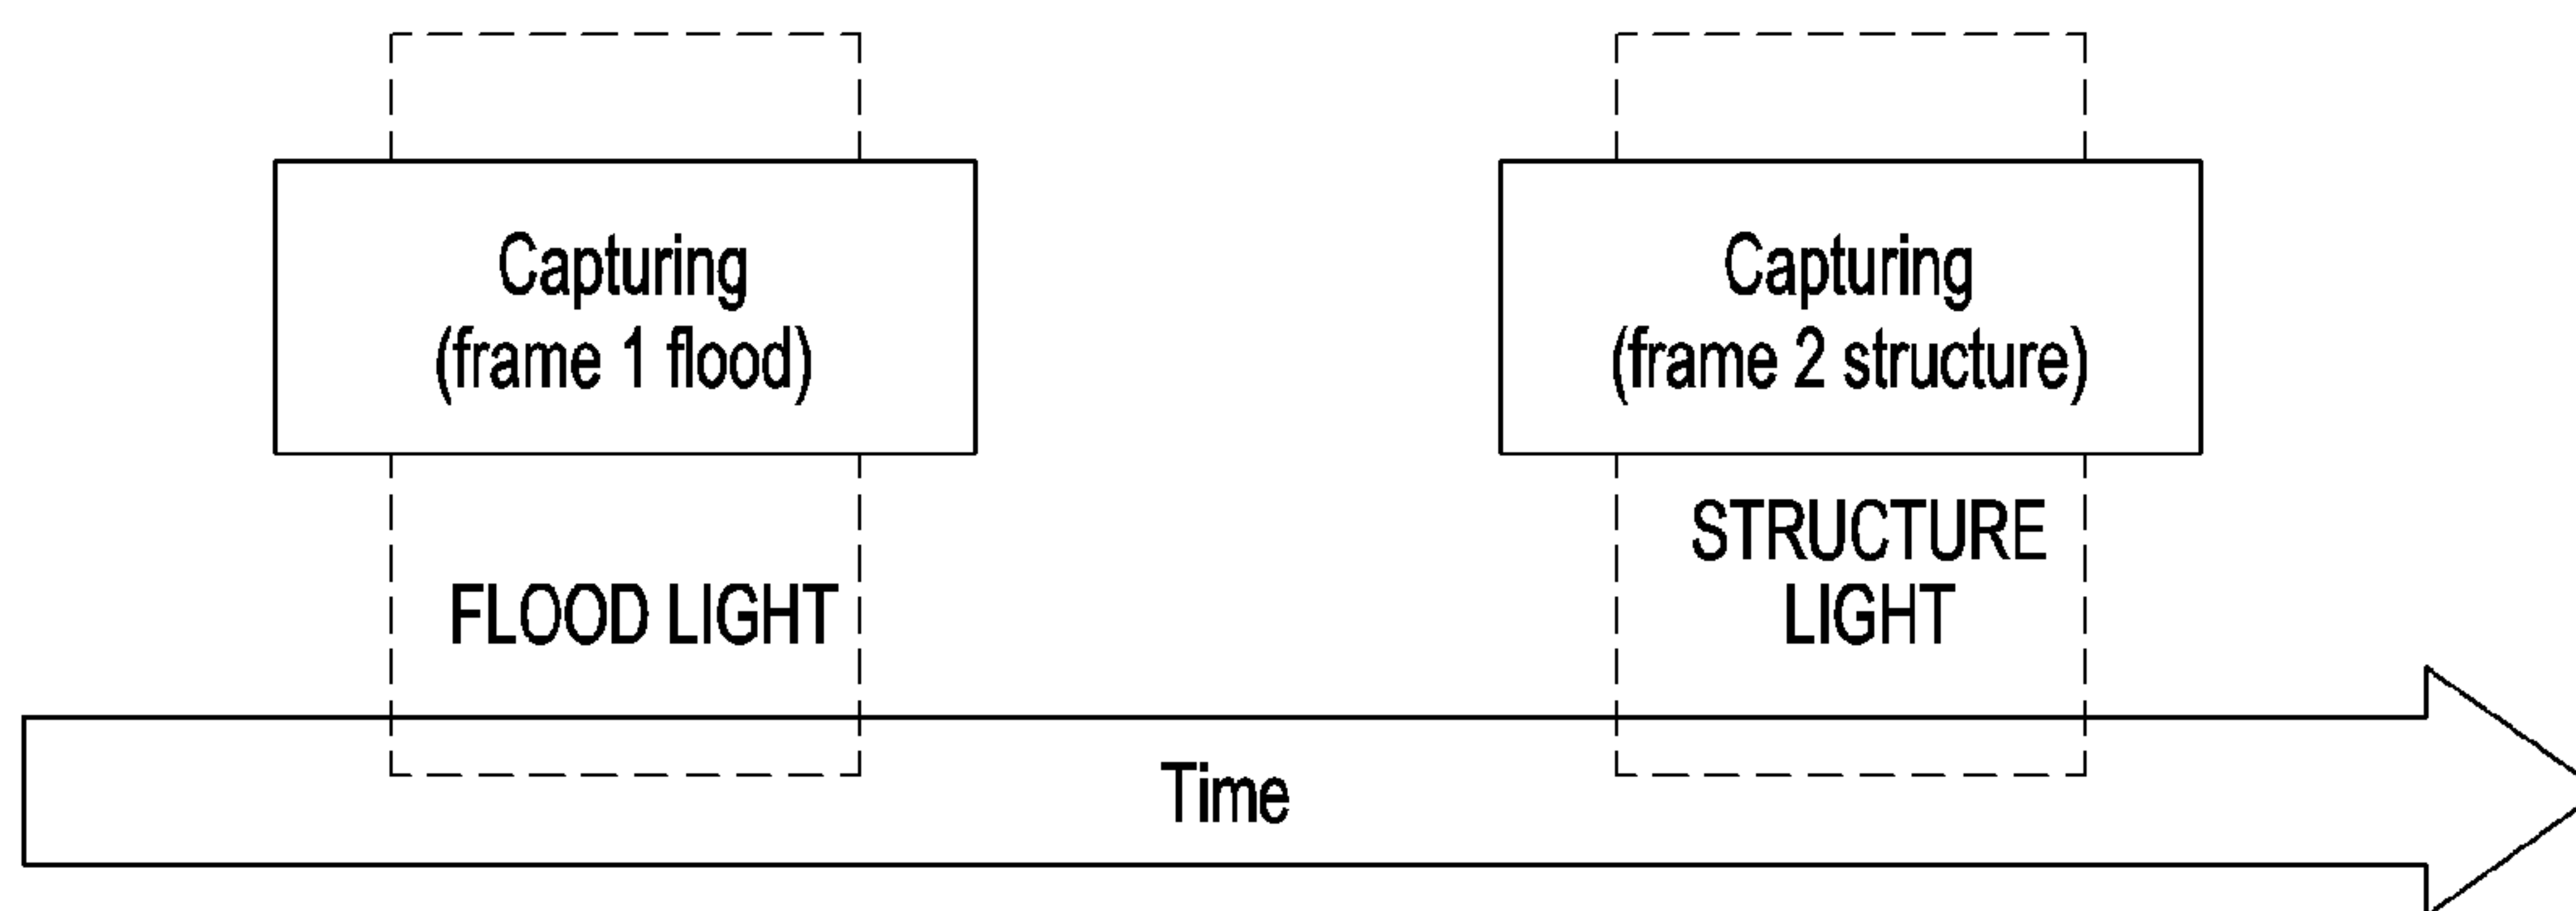 Capturing
(frame 1 flood)
FLOOD LIGHT
Capturing
(frame 2 structure)
STRUCTURE
LIGHT
Time